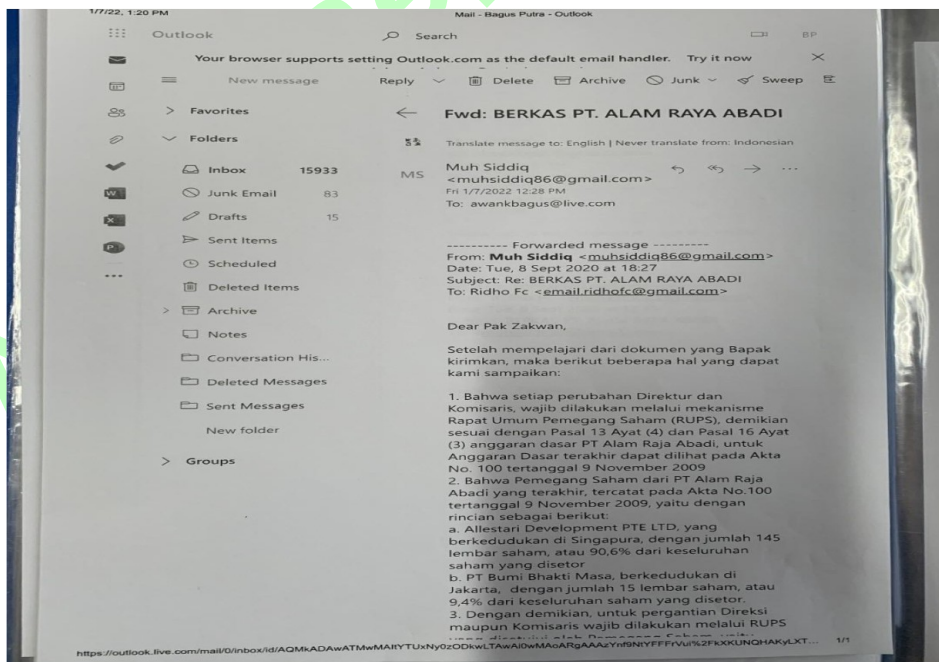 1/7/22, 1:20 PM
Mail - Bagus Putra - Outlook
Outlook
Search
BP
Your browser supports setting Outlook.com as the default email handler. Try it now
New message
Reply
Delete
Archive
Junk
Sweep
Favorites
Folders
Inbox 15933
Junk Email 83
Drafts 15
Sent Items
Scheduled
Deleted Items
Archive
Notes
Conversation His...
Deleted Messages
Sent Messages
New folder
Groups
Fwd: BERKAS PT. ALAM RAYA ABADI
Translate message to: English | Never translate from: Indonesian
MS
Muh Siddiq
<muhsiddiq86@gmail.com>
Fri 1/7/2022 12:28 PM
To: awankbagus@live.com
---------- Forwarded message ---------
From: Muh Siddiq <muhsiddiq86@gmail.com>
Date: Tue, 8 Sept 2020 at 18:27
Subject: Re: BERKAS PT. ALAM RAYA ABADI
To: Ridho Fc <email.ridhofc@gmail.com>
Dear Pak Zakwan,
Setelah mempelajari dari dokumen yang Bapak
kirimkan, maka berikut beberapa hal yang dapat
kami sampaikan:
1. Bahwa setiap perubahan Direktur dan
Komisaris, wajib dilakukan melalui mekanisme
Rapat Umum Pemegang Saham (RUPS), demikian
sesuai dengan Pasal 13 Ayat (4) dan Pasal 16 Ayat
(3) anggaran dasar PT Alam Raja Abadi, untuk
Anggaran Dasar terakhir dapat dilihat pada Akta
No. 100 tertanggal 9 November 2009
2. Bahwa Pemegang Saham dari PT Alam Raja
Abadi yang terakhir, tercatat pada Akta No.100
tertanggal 9 November 2009, yaitu dengan
rincian sebagai berikut:
a. Allestari Development PTE LTD, yang
berkedudukan di Singapura, dengan jumlah 145
lembar saham, atau 90,6% dari keseluruhan
saham yang disetor
b. PT Bumi Bhakti Masa, berkedudukan di
Jakarta, dengan jumlah 15 lembar saham, atau
9,4% dari keseluruhan saham yang disetor.
3. Dengan demikian, untuk pergantian Direksi
maupun Komisaris wajib dilakukan melalui RUPS
1/1